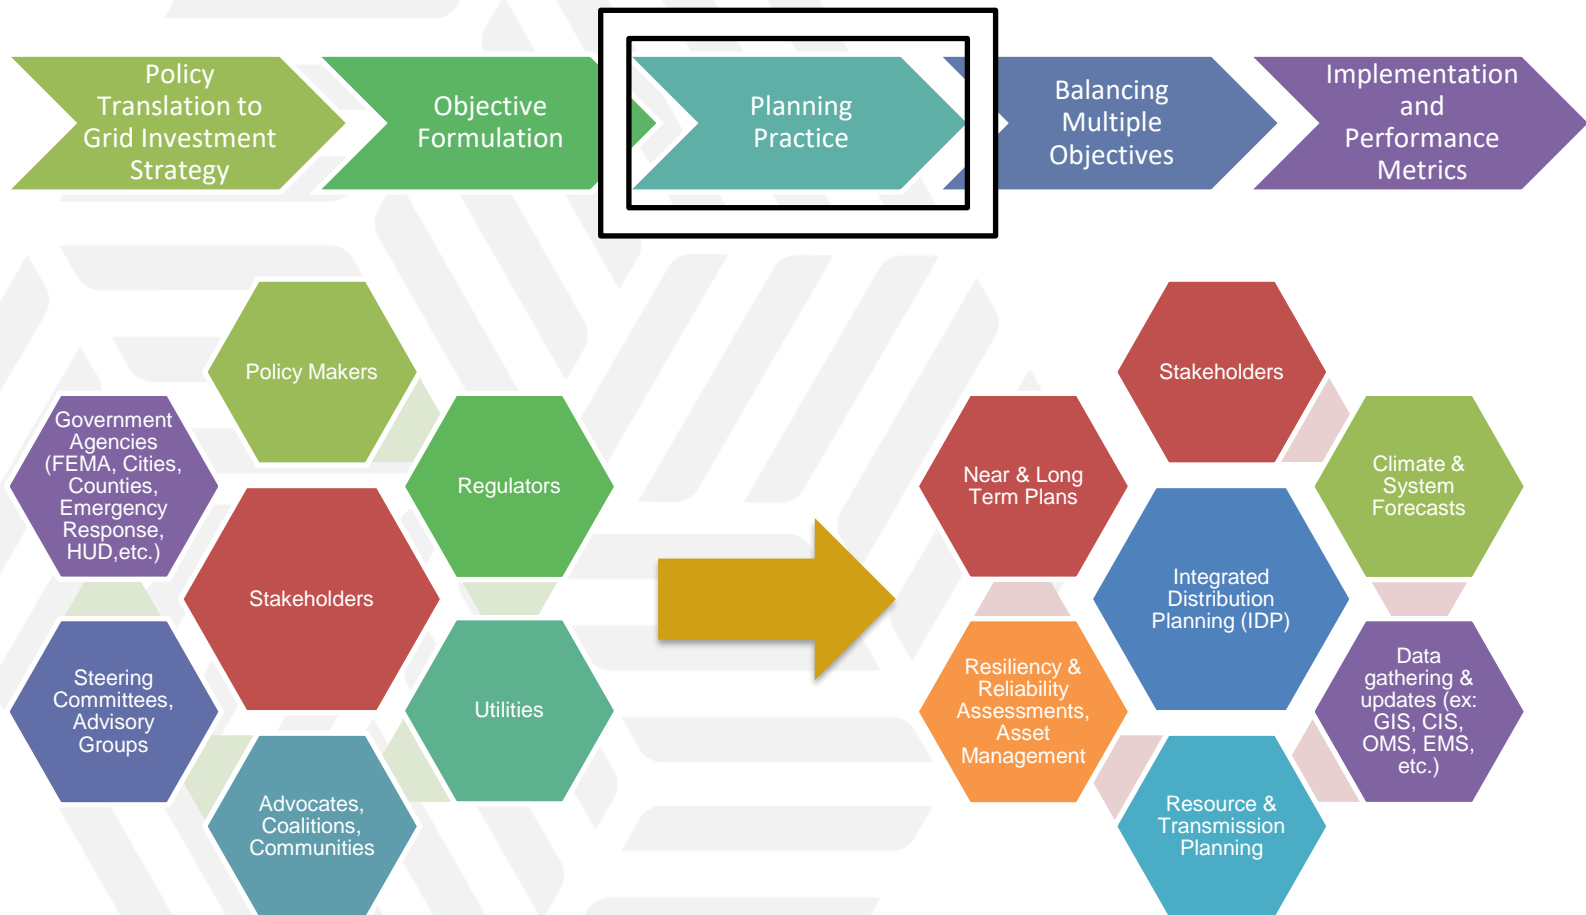 Policy
Translation to
Grid Investment
Strategy
Objective
Formulation
Planning
Practice
Balancing
Multiple
Objectives
Implementation
and
Performance
Metrics
Policy Makers
Government
Agencies
(FEMA, Cities,
Counties,
Emergency
Response,
HUD,etc.)
Regulators
Stakeholders
Steering
Committees,
Advisory
Groups
Utilities
Advocates,
Coalitions,
Communities
Stakeholders
Near & Long
Term Plans
Climate &
System
Forecasts
Integrated
Distribution
Planning (IDP)
Resiliency &
Reliability
Assessments,
Asset
Management
Data
gathering &
updates (ex:
GIS, CIS,
OMS, EMS,
etc.)
Resource &
Transmission
Planning